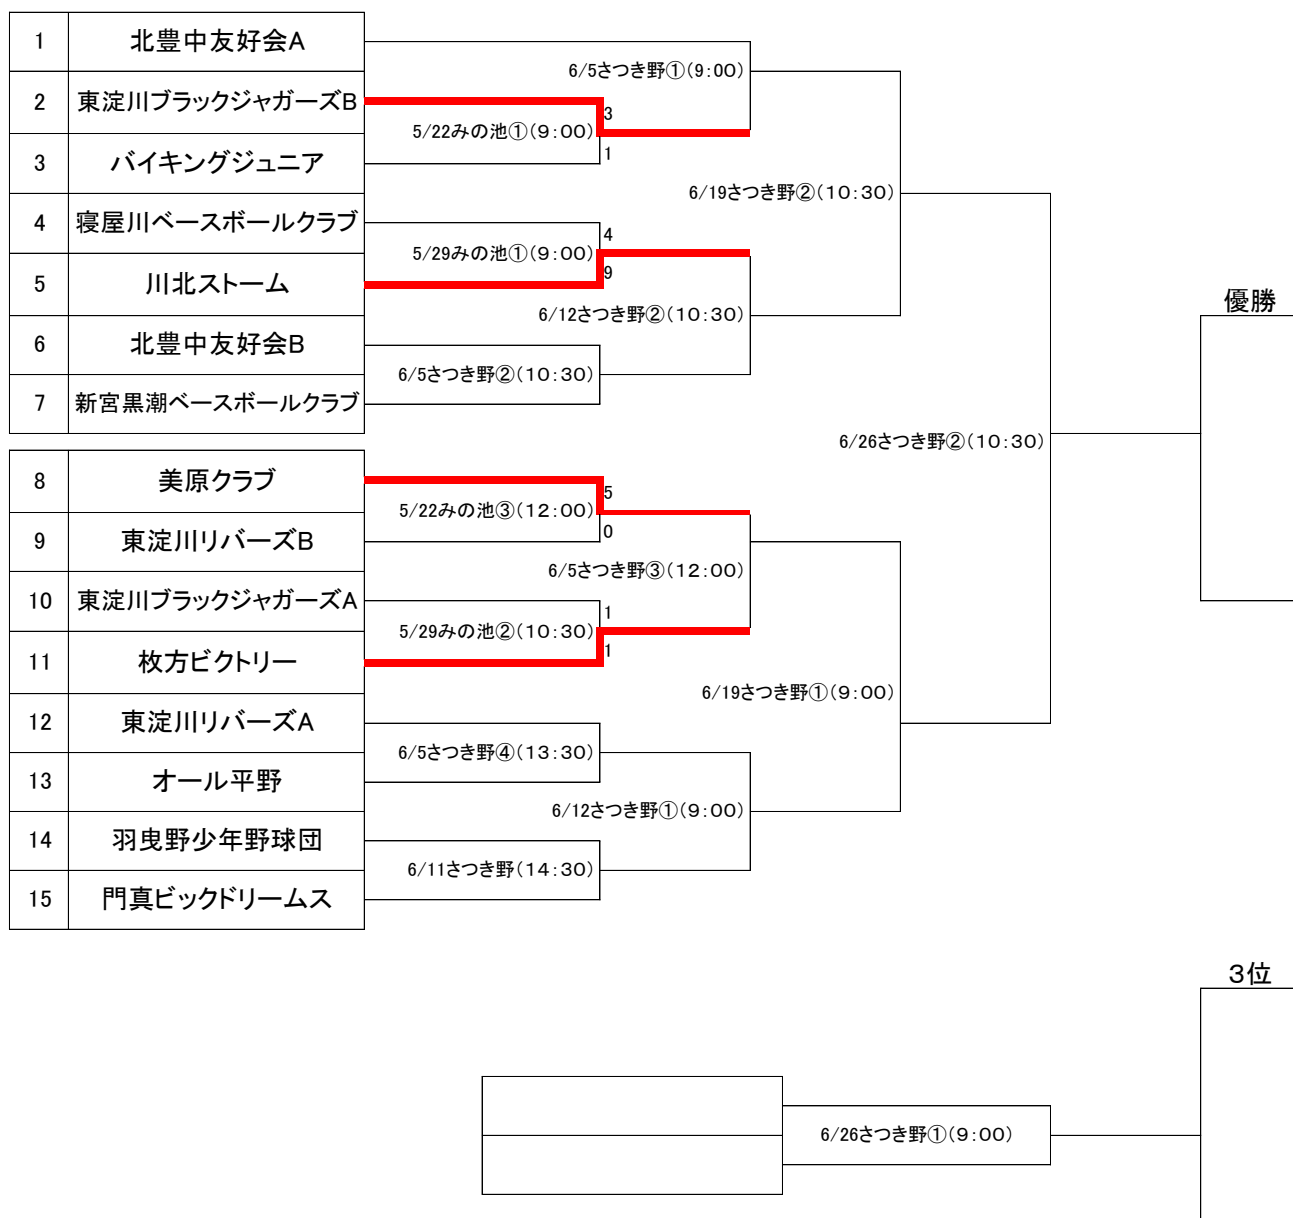 1 北豊中友好会A
6/5さつき野①(9:00)
2 東淀川ブラックジャガーズB
3
5/22みの池①(9:00)
1
3 バイキングジュニア
6/19さつき野②(10:30)
4 寝屋川ベースボールクラブ
4
5/29みの池①(9:00)
9
5 川北ストーム
優勝
6/12さつき野②(10:30)
6 北豊中友好会B
6/5さつき野②(10:30)
7 新宮黒潮ベースボールクラブ
6/26さつき野②(10:30)
8 美原クラブ
5
5/22みの池③(12:00)
0
9 東淀川リバーズB
6/5さつき野③(12:00)
10 東淀川ブラックジャガーズA
1
5/29みの池②(10:30)
1
11 枚方ビクトリー
6/19さつき野①(9:00)
12 東淀川リバーズA
6/5さつき野④(13:30)
13 オール平野
6/12さつき野①(9:00)
14 羽曳野少年野球団
6/11さつき野(14:30)
15 門真ビックドリームス
3位
6/26さつき野①(9:00)